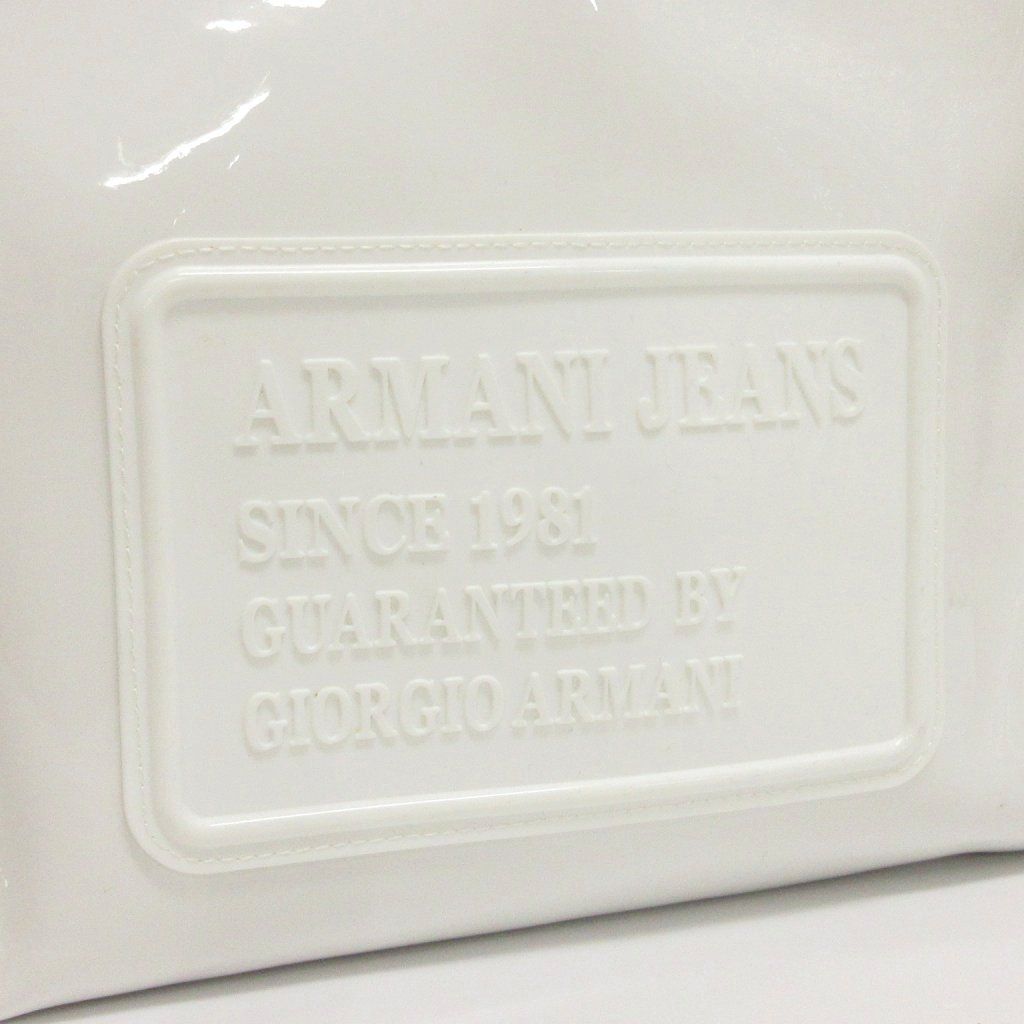 ARMANI JEANS
SINCE 1981
GUARANTEED BY
GIORGIO ARMANI